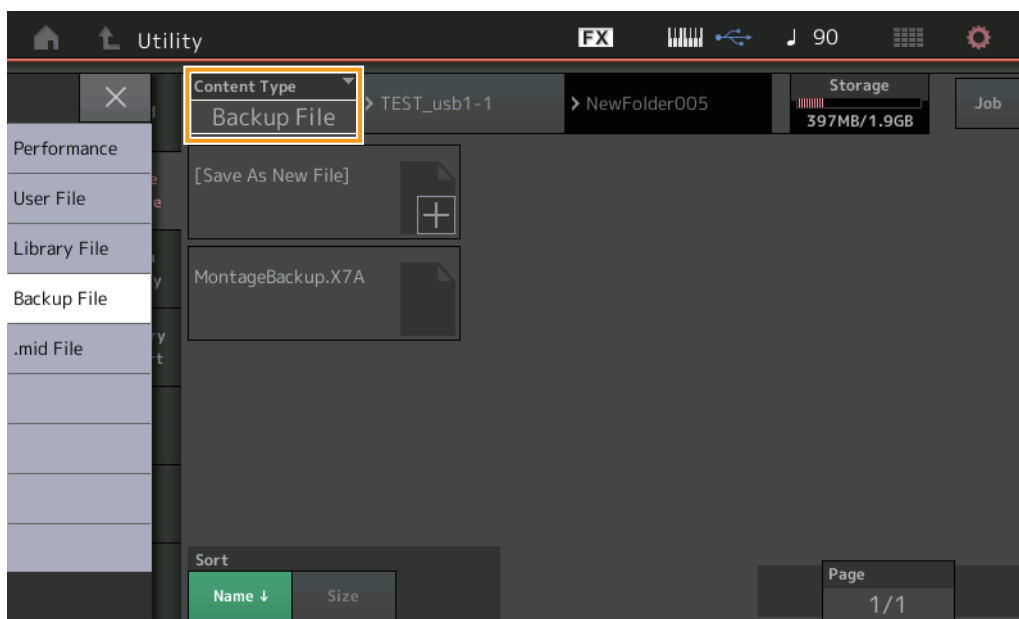 Utility
FX
90
Content Type
Backup File
TEST_usb1-1
NewFolder005
Storage
397MB/1.9GB
Job
Performance
User File
Library File
Backup File
.mid File
[Save As New File]
MontageBackup.X7A
Sort
Name ↓
Size
Page
1/1